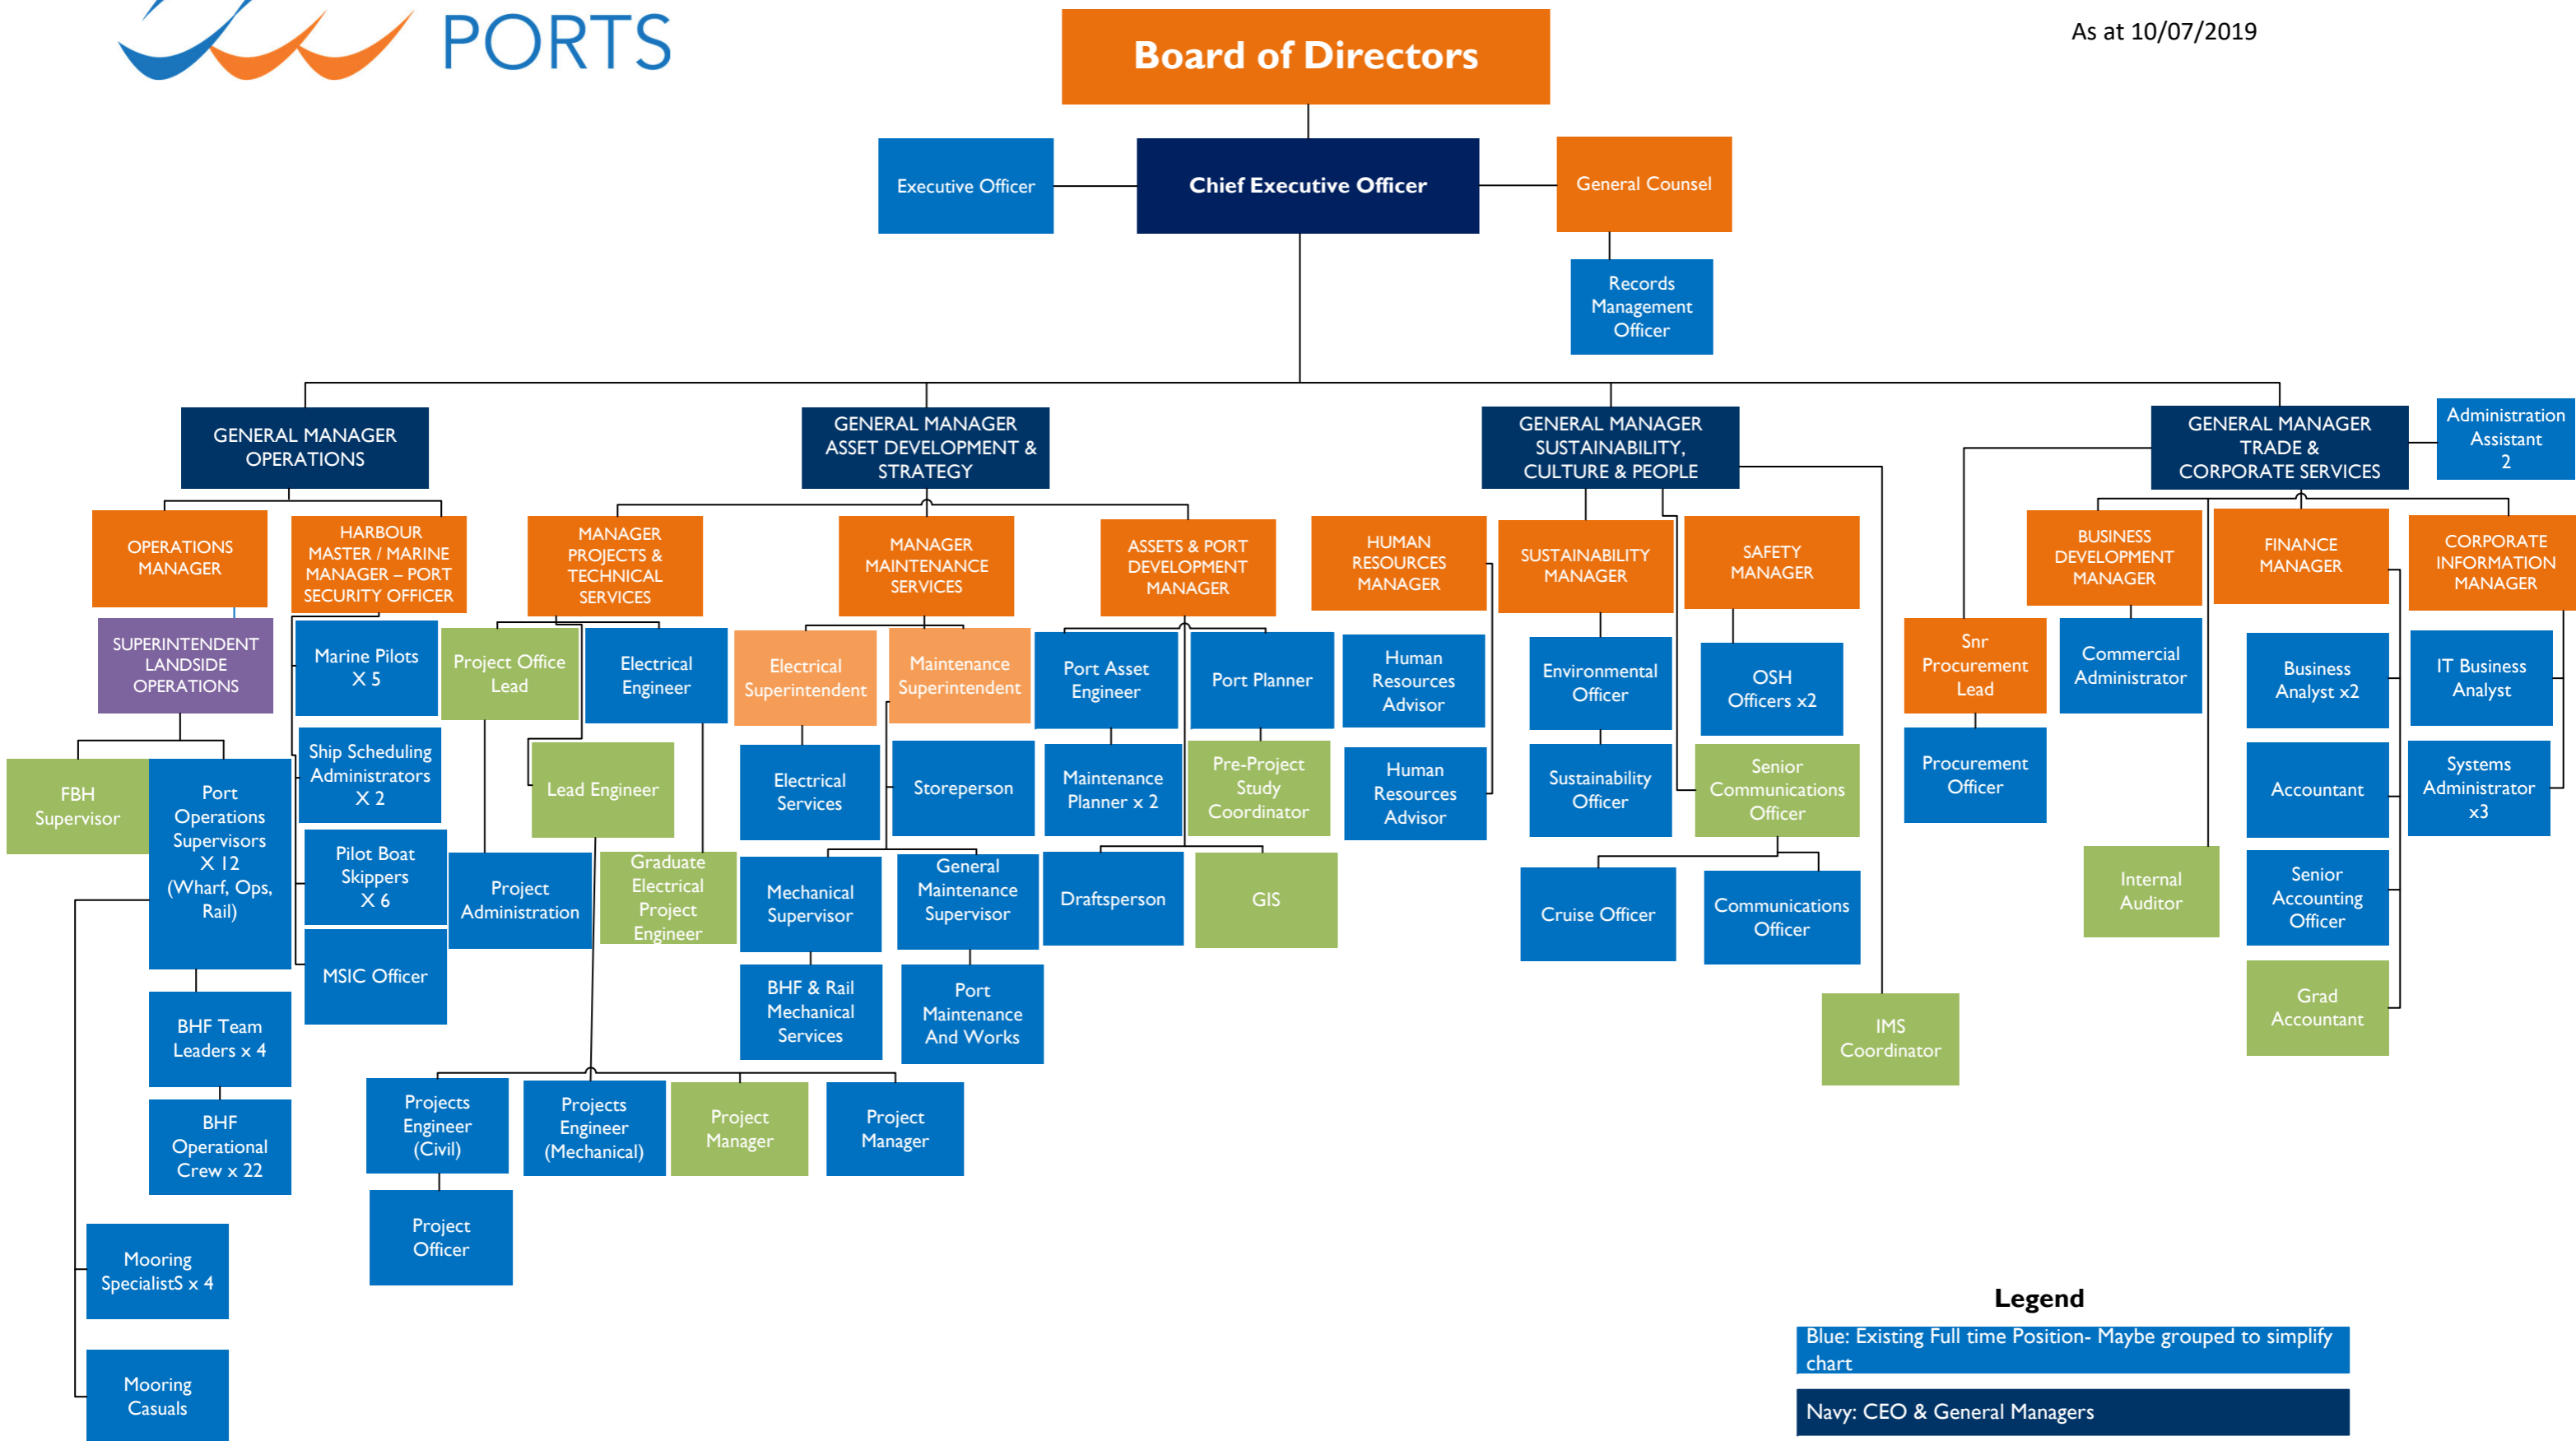 PORTS
As at 10/07/2019
Board of Directors
Executive Officer
Chief Executive Officer
General Counsel
Records
Management
Officer
GENERAL MANAGER
OPERATIONS
GENERAL MANAGER
ASSET DEVELOPMENT &
STRATEGY
GENERAL MANAGER
SUSTAINABILITY,
CULTURE & PEOPLE
GENERAL MANAGER
TRADE &
CORPORATE SERVICES
Administration
Assistant
2
OPERATIONS
MANAGER
HARBOUR
MASTER / MARINE
MANAGER – PORT
SECURITY OFFICER
MANAGER
PROJECTS &
TECHNICAL
SERVICES
MANAGER
MAINTENANCE
SERVICES
ASSETS & PORT
DEVELOPMENT
MANAGER
HUMAN
RESOURCES
MANAGER
SUSTAINABILITY
MANAGER
SAFETY
MANAGER
BUSINESS
DEVELOPMENT
MANAGER
FINANCE
MANAGER
CORPORATE
INFORMATION
MANAGER
SUPERINTENDENT
LANDSIDE
OPERATIONS
Marine Pilots
X 5
Project Office
Lead
Electrical
Engineer
Electrical
Superintendent
Maintenance
Superintendent
Port Asset
Engineer
Port Planner
Human
Resources
Advisor
Environmental
Officer
OSH
Officers x2
Snr
Procurement
Lead
Commercial
Administrator
Business
Analyst x2
IT Business
Analyst
FBH
Supervisor
Port
Operations
Supervisors
X 12
(Wharf, Ops,
Rail)
Ship Scheduling
Administrators
X 2
Lead Engineer
Electrical
Services
Storeperson
Maintenance
Planner x 2
Pre-Project
Study
Coordinator
Human
Resources
Advisor
Sustainability
Officer
Senior
Communications
Officer
Procurement
Officer
Accountant
Systems
Administrator
x3
Pilot Boat
Skippers
X 6
Project
Administration
Graduate
Electrical
Project
Engineer
Mechanical
Supervisor
General
Maintenance
Supervisor
Draftsperson
GIS
Cruise Officer
Communications
Officer
Internal
Auditor
Senior
Accounting
Officer
MSIC Officer
BHF & Rail
Mechanical
Services
Port
Maintenance
And Works
IMS
Coordinator
Grad
Accountant
BHF Team
Leaders x 4
BHF
Operational
Crew x 22
Projects
Engineer
(Civil)
Projects
Engineer
(Mechanical)
Project
Manager
Project
Manager
Project
Officer
Mooring
SpecialistS x 4
Mooring
Casuals
Legend
Blue: Existing Full time Position- Maybe grouped to simplify
chart
Navy: CEO & General Managers